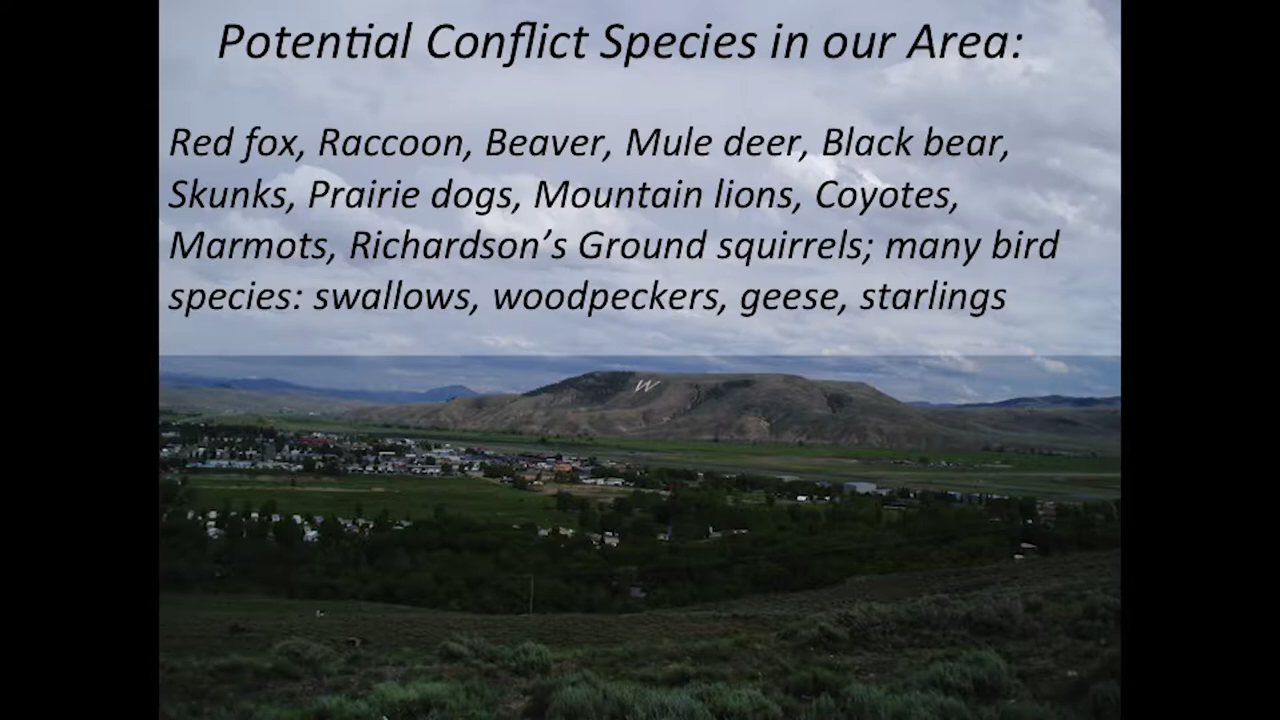 Potential Conflict Species in our Area:
Red fox, Raccoon, Beaver, Mule deer, Black bear,
Skunks, Prairie dogs, Mountain lions, Coyotes,
Marmots, Richardson’s Ground squirrels; many bird
species: swallows, woodpeckers, geese, starlings
W